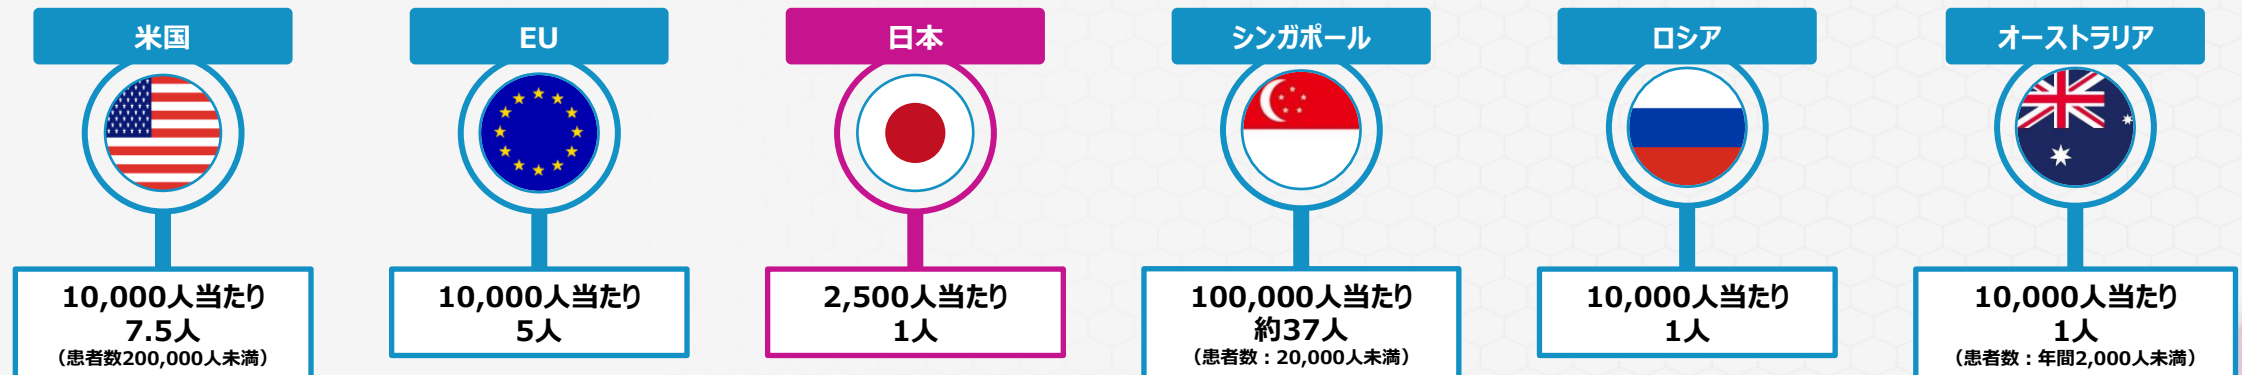 米国
10,000人当たり
7.5人
（患者数200,000人未満）
EU
10,000人当たり
5人
日本
2,500人当たり
1人
シンガポール
100,000人当たり
約37人
（患者数：20,000人未満）
ロシア
10,000人当たり
1人
オーストラリア
10,000人当たり
1人
（患者数：年間2,000人未満）